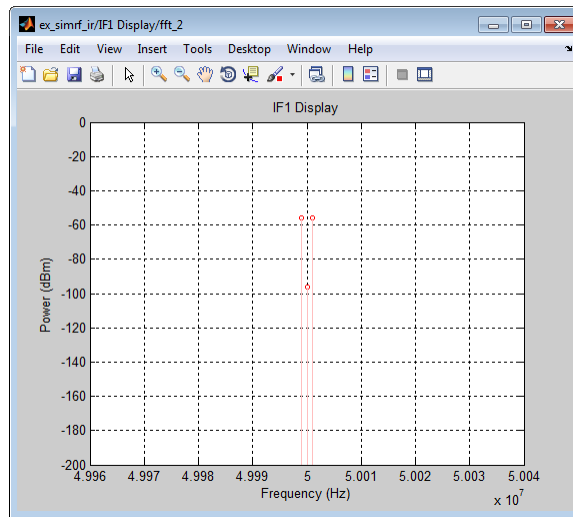 ex_simrf_ir/IF1 Display/fft_2
File Edit View Insert Tools Desktop Window Help
IF1 Display
0
-20
-40
-60
-80
-100
-120
-140
-160
-180
-200
Power (dBm)
4.996 4.997 4.998 4.999 5 5.001 5.002 5.003 5.004
Frequency (Hz)
x 10^7